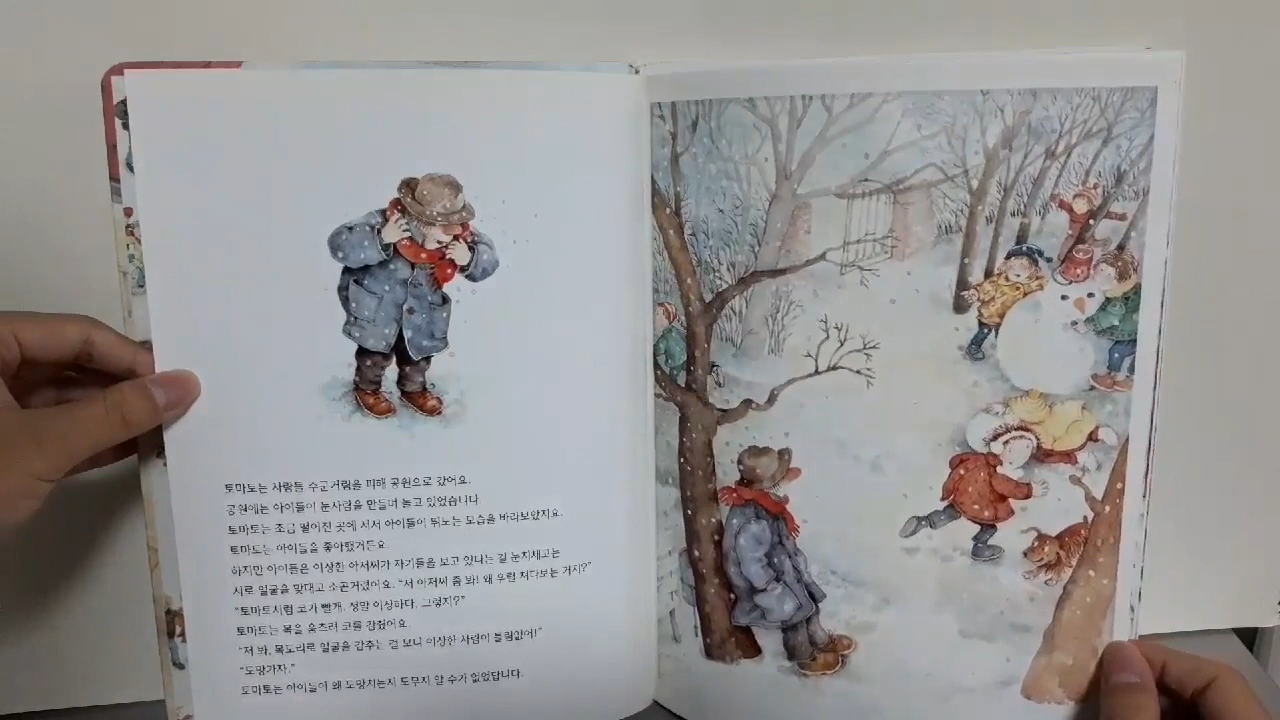 토마토는 사람들 수군거림을 피해 공원으로 갔어요.
공원에는 아이들이 눈사람을 만들며 놀고 있었습니다.
토마토는 조금 떨어진 곳에 서서 아이들이 뛰노는 모습을 바라보았지요.
토마토는 아이들을 좋아했거든요.
하지만 아이들은 이상한 아저씨가 자기들을 보고 있다는 걸 눈치채고는
서로 얼굴을 맞대고 소곤거렸어요. “저 아저씨 좀 봐! 왜 우릴 쳐다보는 거지?”
“토마토처럼 코가 빨개. 정말 이상하다, 그렇지?”
토마토는 목을 움츠려 코를 감췄어요.
“저 봐, 목도리로 얼굴을 감추는 걸 보니 이상한 사람이 틀림없어!”
“도망가자.”
토마토는 아이들이 왜 도망치는지 도무지 알 수가 없었답니다.